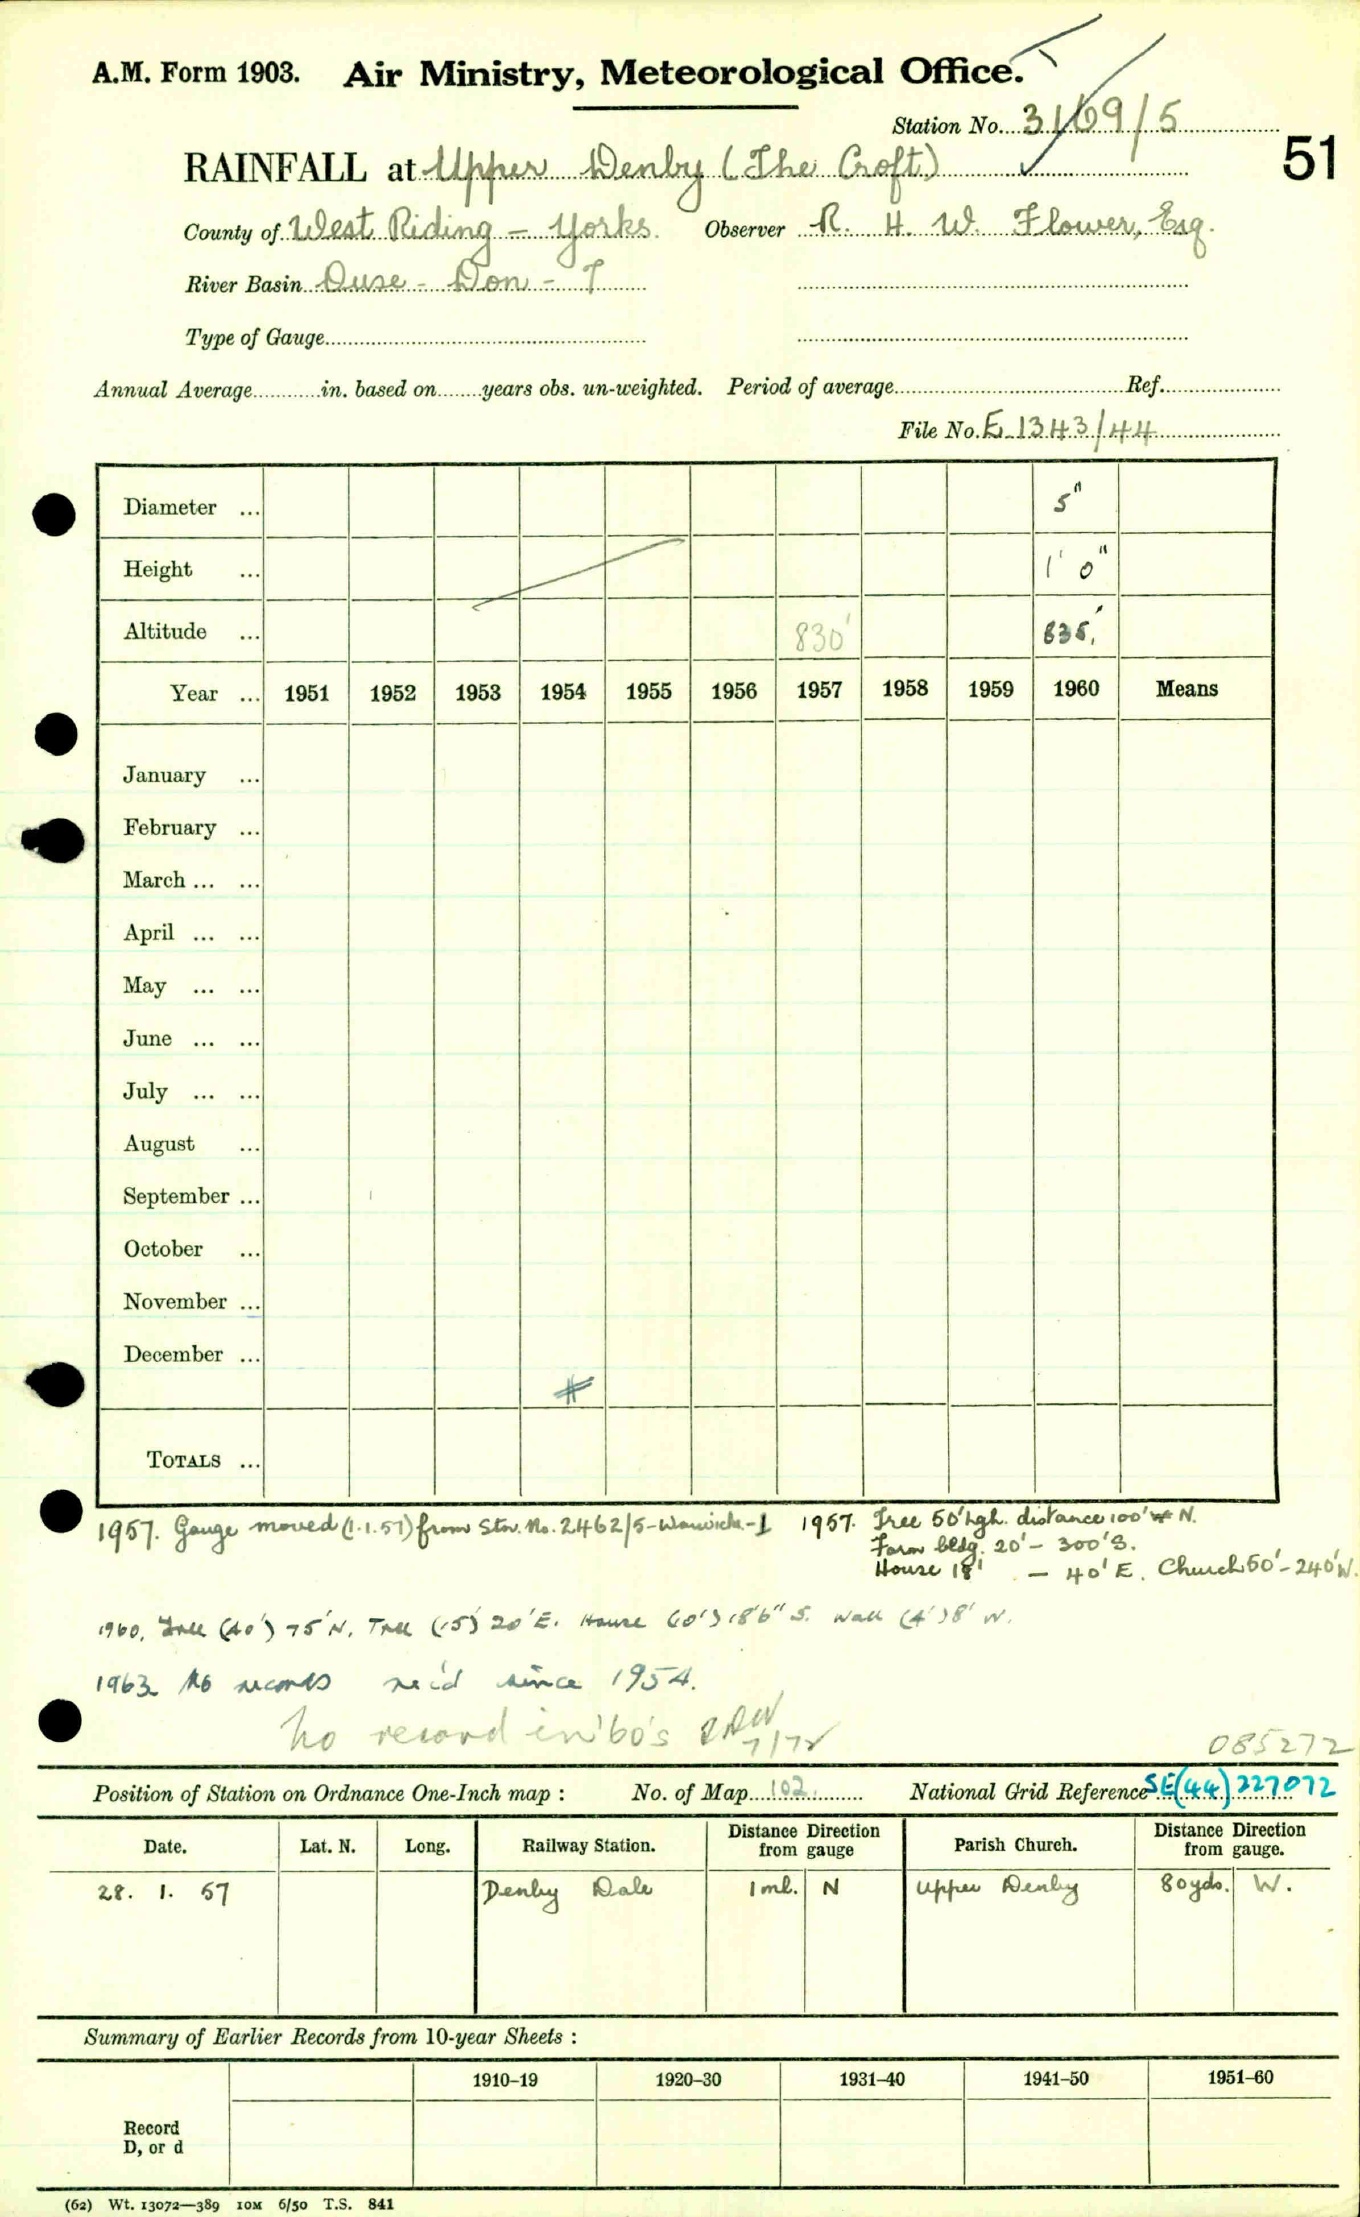 A.M. Form 1903. Air Ministry, Meteorological Office.
Station No. 3169/5
51
RAINFALL at Upper Denby (The Croft)
County of West Riding - Yorks. Observer R. H. W. Flower, Esq.
River Basin Ouse - Don - T
Type of Gauge
Annual Average in. based on years obs. un-weighted. Period of average Ref.
File No. E 1343/44
Diameter ... 5"
Height ... 1' 0"
Altitude ... 830' 835'
Year ... 1951 1952 1953 1954 1955 1956 1957 1958 1959 1960 Means
January ...
February ...
March ... ...
April ... ...
May ... ...
June ... ...
July ... ...
August ...
September ...
October ...
November ...
December ...
#
TOTALS ...
1957. Gauge moved (1.1.57) from Stn. No. 2462/5-Warwick.-1 1957. Tree 50' hgh. distance 100' N.
Farm bldg. 20' - 300' S.
House 18' - 40' E. Church 50' - 240' W.
1960. Tree (40') 75' N. Tree (15') 20' E. House (20') 18'6" S. Wall (4') 8' W.
1963 No records rec'd since 1954.
No record in '60's 7/72
085272
Position of Station on Ordnance One-Inch map : No. of Map 102. National Grid Reference SE(44)227072
Date. Lat. N. Long. Railway Station. Distance from Direction gauge Parish Church. Distance from Direction gauge.
28. 1. 57 Denby Dale 1 ml. N Upper Denby 80 yds. W.
Summary of Earlier Records from 10-year Sheets :
1910–19 1920–30 1931–40 1941–50 1951–60
Record
D, or d
(62) Wt. 13072—389 10M 6/50 T.S. 841